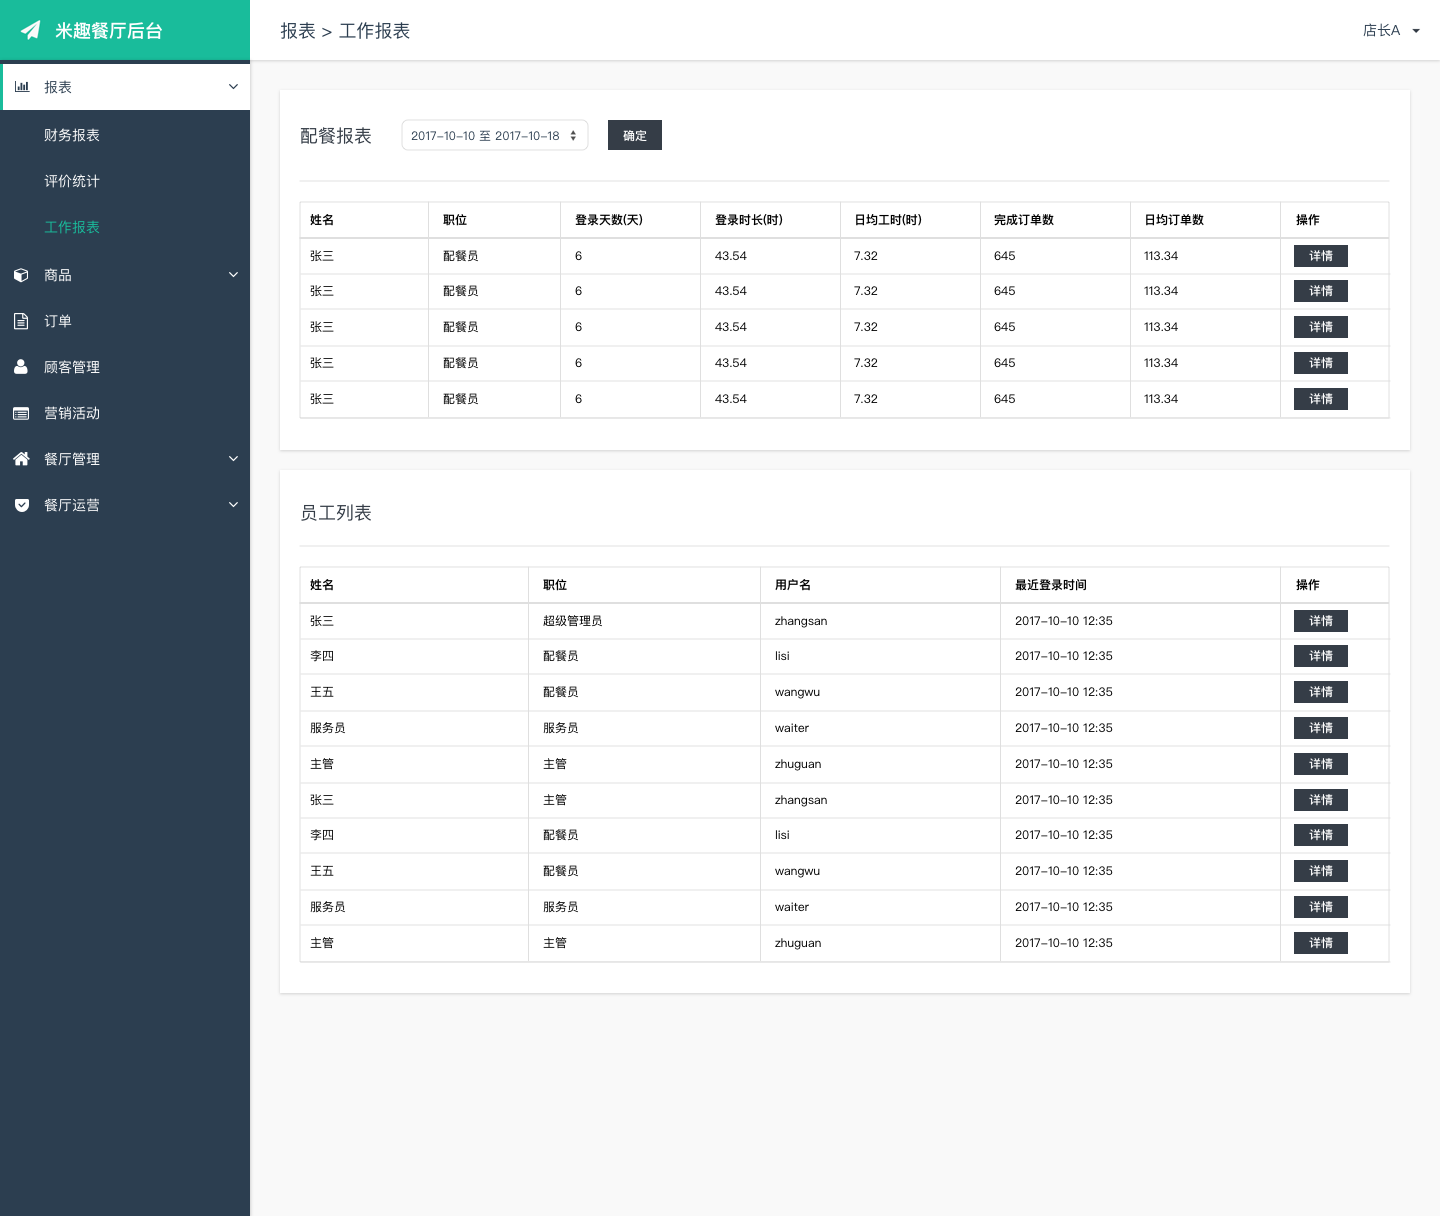 米趣餐厅后台
报表 > 工作报表
店长A
报表
财务报表
评价统计
工作报表
商品
订单
顾客管理
营销活动
餐厅管理
餐厅运营
配餐报表 2017-10-10 至 2017-10-18 确定
姓名 职位 登录天数(天) 登录时长(时) 日均工时(时) 完成订单数 日均订单数 操作
张三 配餐员 6 43.54 7.32 645 113.34 详情
张三 配餐员 6 43.54 7.32 645 113.34 详情
张三 配餐员 6 43.54 7.32 645 113.34 详情
张三 配餐员 6 43.54 7.32 645 113.34 详情
张三 配餐员 6 43.54 7.32 645 113.34 详情
员工列表
姓名 职位 用户名 最近登录时间 操作
张三 超级管理员 zhangsan 2017-10-10 12:35 详情
李四 配餐员 lisi 2017-10-10 12:35 详情
王五 配餐员 wangwu 2017-10-10 12:35 详情
服务员 服务员 waiter 2017-10-10 12:35 详情
主管 主管 zhuguan 2017-10-10 12:35 详情
张三 主管 zhangsan 2017-10-10 12:35 详情
李四 配餐员 lisi 2017-10-10 12:35 详情
王五 配餐员 wangwu 2017-10-10 12:35 详情
服务员 服务员 waiter 2017-10-10 12:35 详情
主管 主管 zhuguan 2017-10-10 12:35 详情